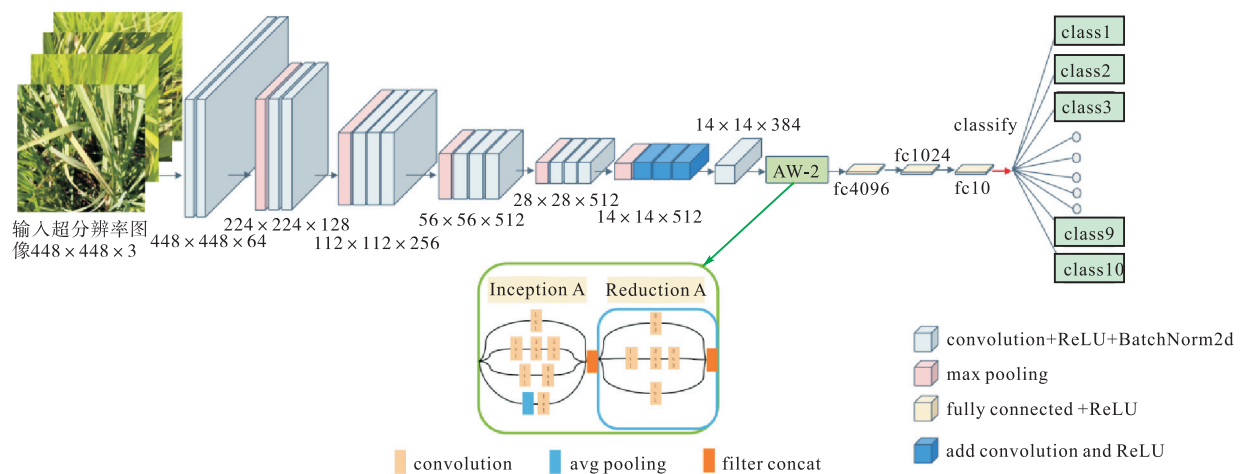 输入超分辨率图
像448×448×3
448×448×64
224×224×128
112×112×256
56×56×512
28×28×512
14×14×512
14×14×384
AW-2
fc4096
fc1024
fc10
classify
class1
class2
class3
class9
class10
Inception A
Reduction A
convolution
avg pooling
filter concat
convolution+ReLU+BatchNorm2d
max pooling
fully connected +ReLU
add convolution and ReLU